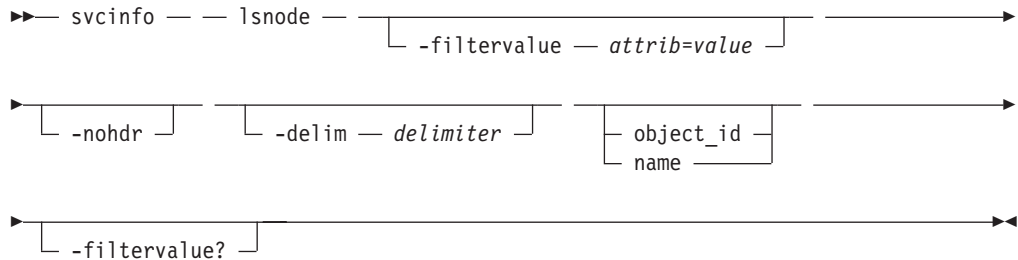 svcinfo lsnode
-filtervalue attrib=value
-nohdr -delim delimiter object_id
name
-filtervalue?